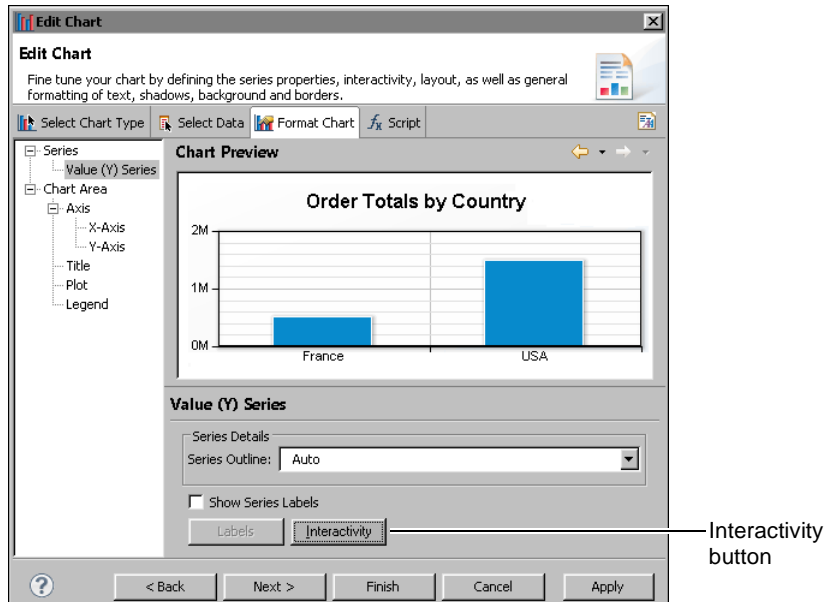 Edit Chart
Edit Chart
Fine tune your chart by defining the series properties, interactivity, layout, as well as general
formatting of text, shadows, background and borders.
Select Chart Type Select Data Format Chart fx Script
Series
Value (Y) Series
Chart Area
Axis
X-Axis
Y-Axis
Title
Plot
Legend
Chart Preview
Order Totals by Country
2M
1M
0M
France USA
Value (Y) Series
Series Details
Series Outline: Auto
Show Series Labels
Labels Interactivity
Interactivity
button
? < Back Next > Finish Cancel Apply